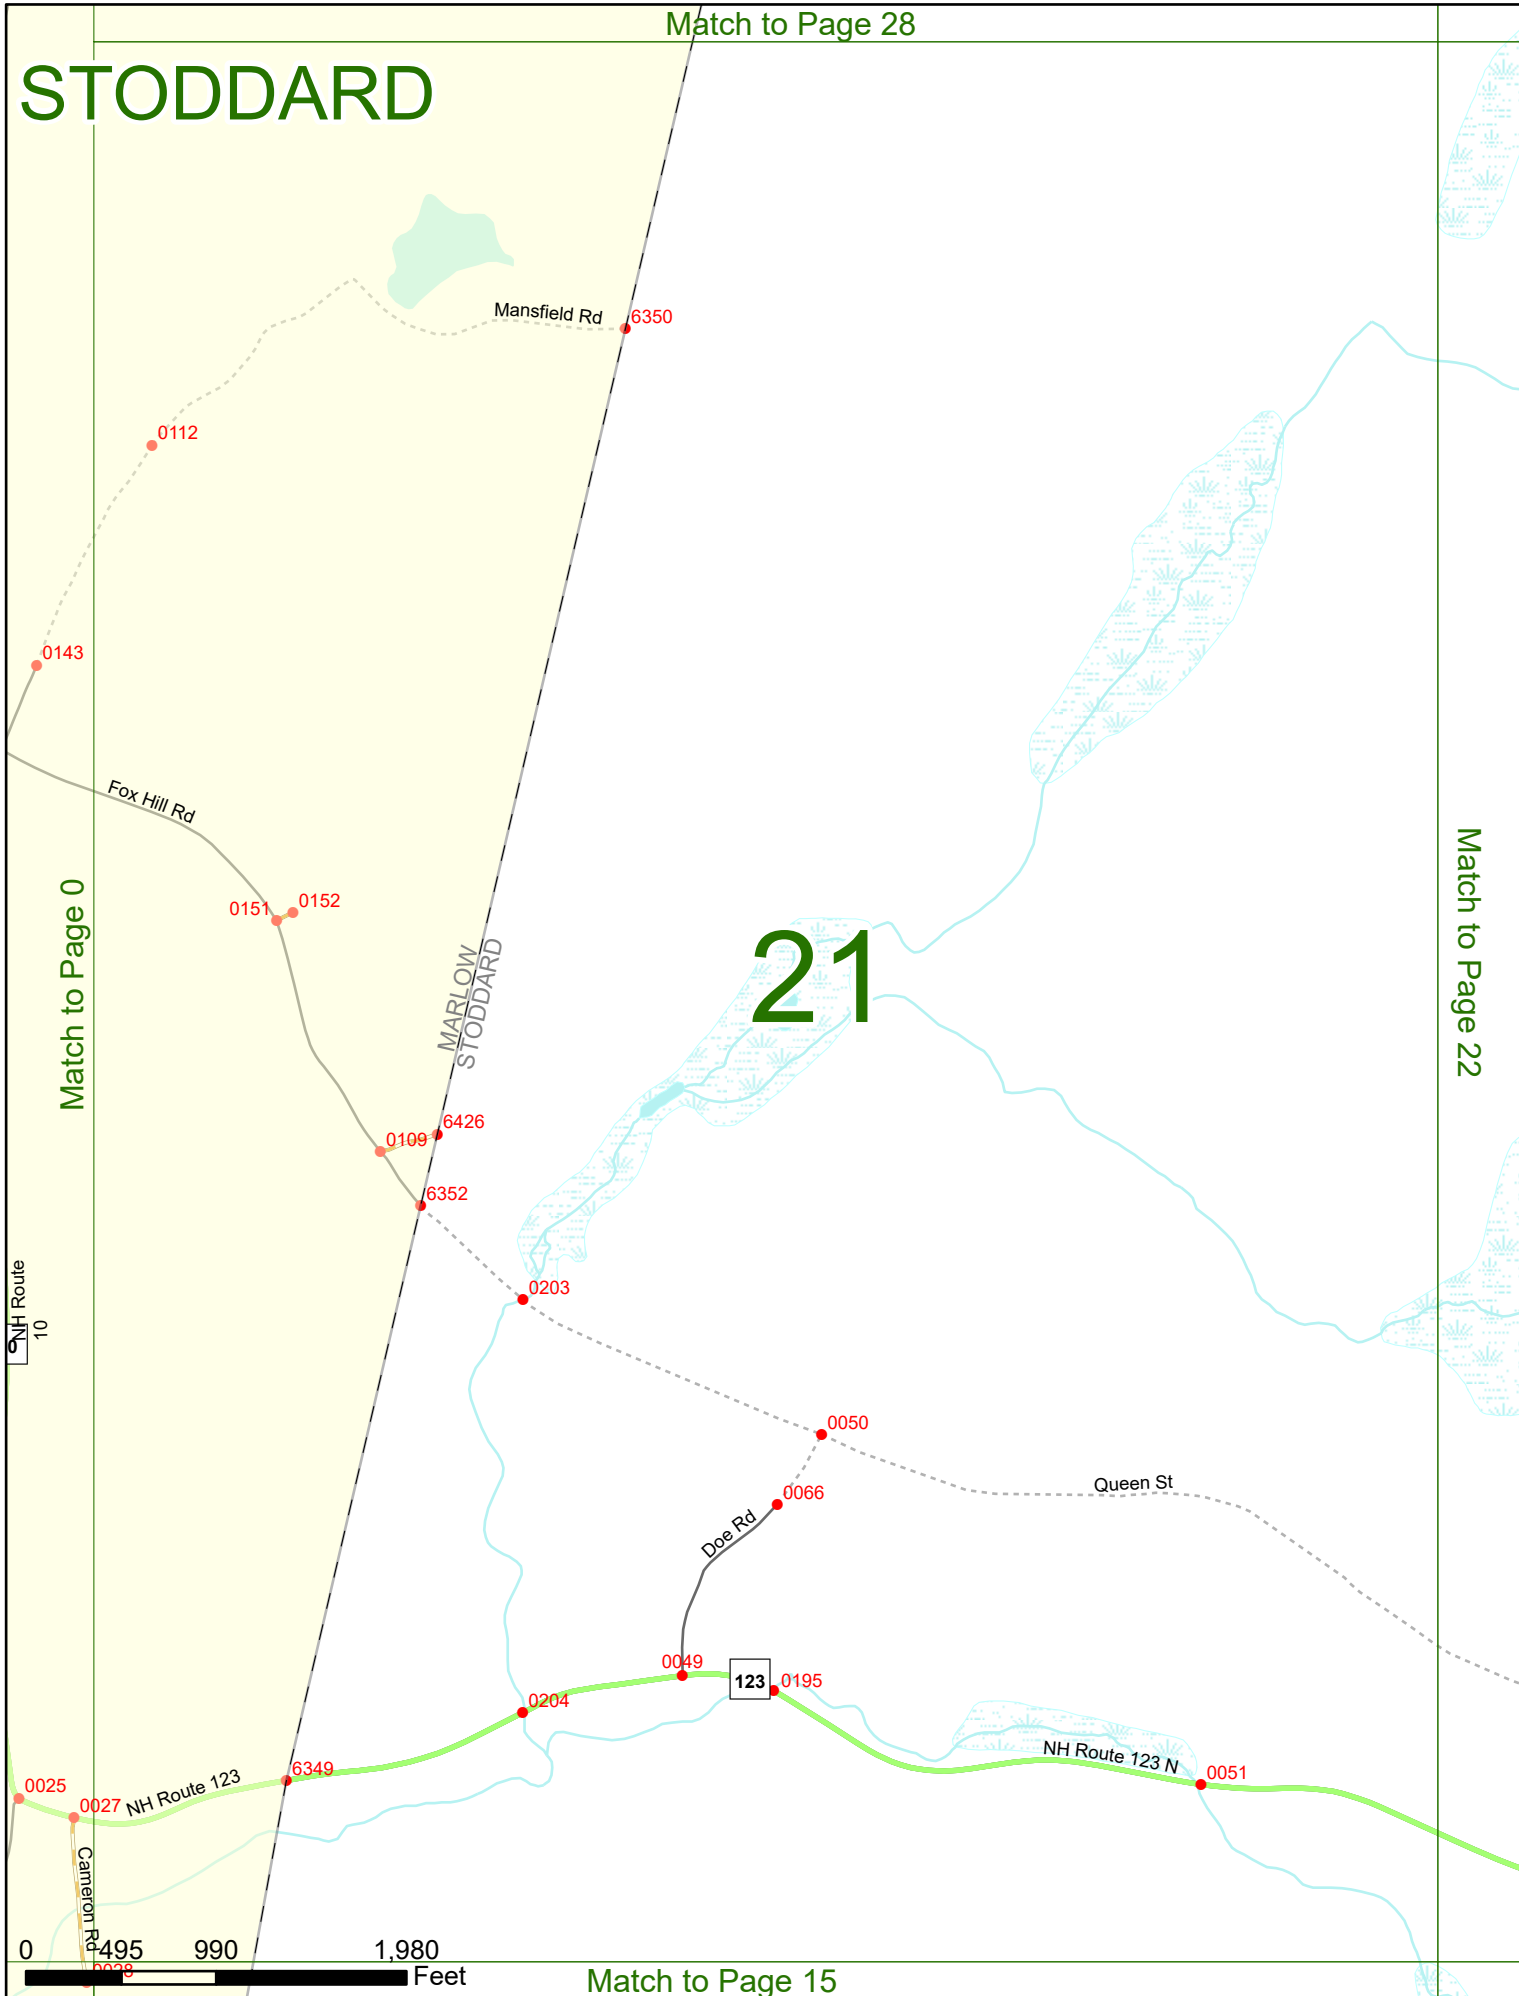 Match to Page 28
STODDARD
Mansfield Rd
6350
0112
0143
Fox Hill Rd
Match to Page 0
0151
0152
MARLOW
STODDARD
21
Match to Page 22
0109
6426
6352
0203
NH Route
10
0
0050
0066
Queen St
Doe Rd
0049
123
0195
0204
NH Route 123 N
0051
6349
NH Route 123
0025
0027
Cameron Rd
0028
0 495 990 1,980
Feet
Match to Page 15